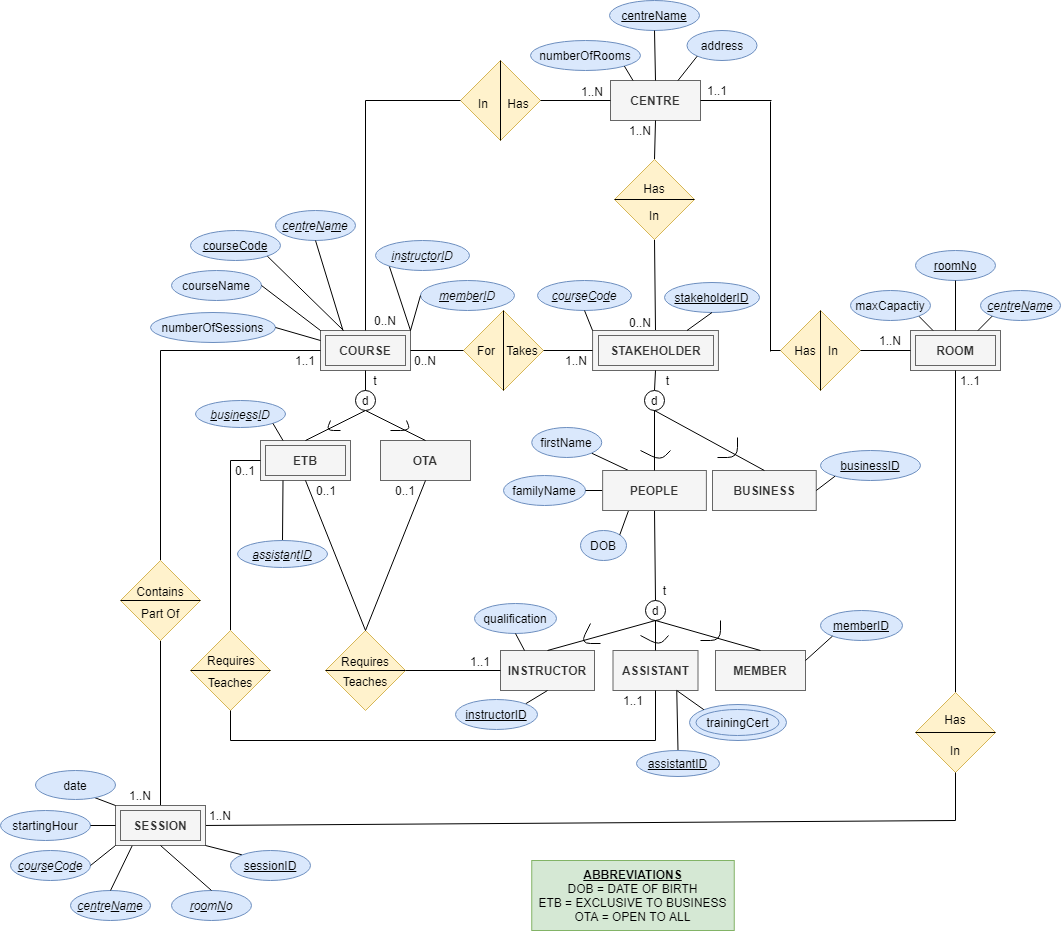 centreName
numberOfRooms
address
CENTRE
1..N
1..1
1..N
In
Has
Has
In
centreName
courseCode
instructorID
courseName
memberID
numberOfSessions
0..N
COURSE
1..1
0..N
For
Takes
courseCode
stakeholderID
0..N
STAKEHOLDER
1..N
Has
In
roomNo
maxCapactiy
centreName
1..N
ROOM
1..1
t
d
businessID
ETB
OTA
0..1
0..1
0..1
assistantID
t
d
firstName
familyName
PEOPLE
BUSINESS
businessID
DOB
Contains
Part Of
t
d
qualification
memberID
Requires
Teaches
Requires
Teaches
1..1
INSTRUCTOR
ASSISTANT
MEMBER
1..1
instructorID
trainingCert
assistantID
Has
In
date
1..N
startingHour
SESSION
1..N
courseCode
sessionID
centreName
roomNo
ABBREVIATIONS
DOB = DATE OF BIRTH
ETB = EXCLUSIVE TO BUSINESS
OTA = OPEN TO ALL